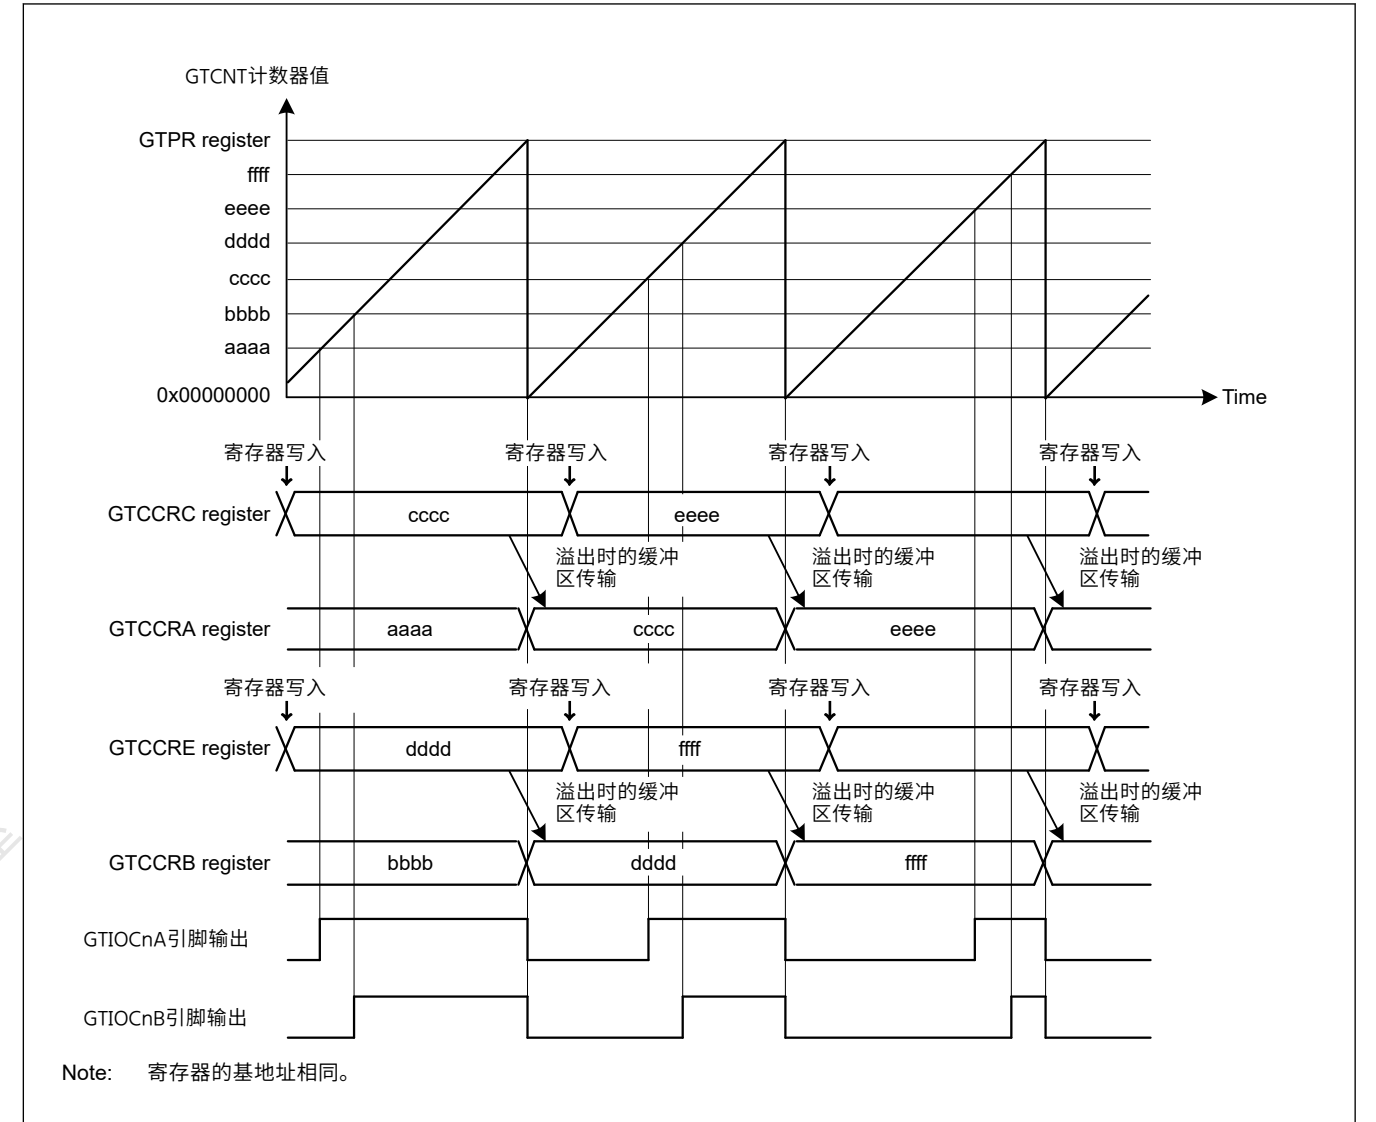 GTCNT计数器值
GTPR register
ffff
eeee
dddd
cccc
bbbb
aaaa
0x00000000
Time
寄存器写入 寄存器写入 寄存器写入 寄存器写入
GTCCRC register cccc eeee
溢出时的缓冲 溢出时的缓冲 溢出时的缓冲
区传输 区传输 区传输
GTCCRA register aaaa cccc eeee
寄存器写入 寄存器写入 寄存器写入 寄存器写入
GTCCRE register dddd ffff
溢出时的缓冲 溢出时的缓冲 溢出时的缓冲
区传输 区传输 区传输
GTCCRB register bbbb dddd ffff
GTIOCnA引脚输出
GTIOCnB引脚输出
Note: 寄存器的基地址相同。